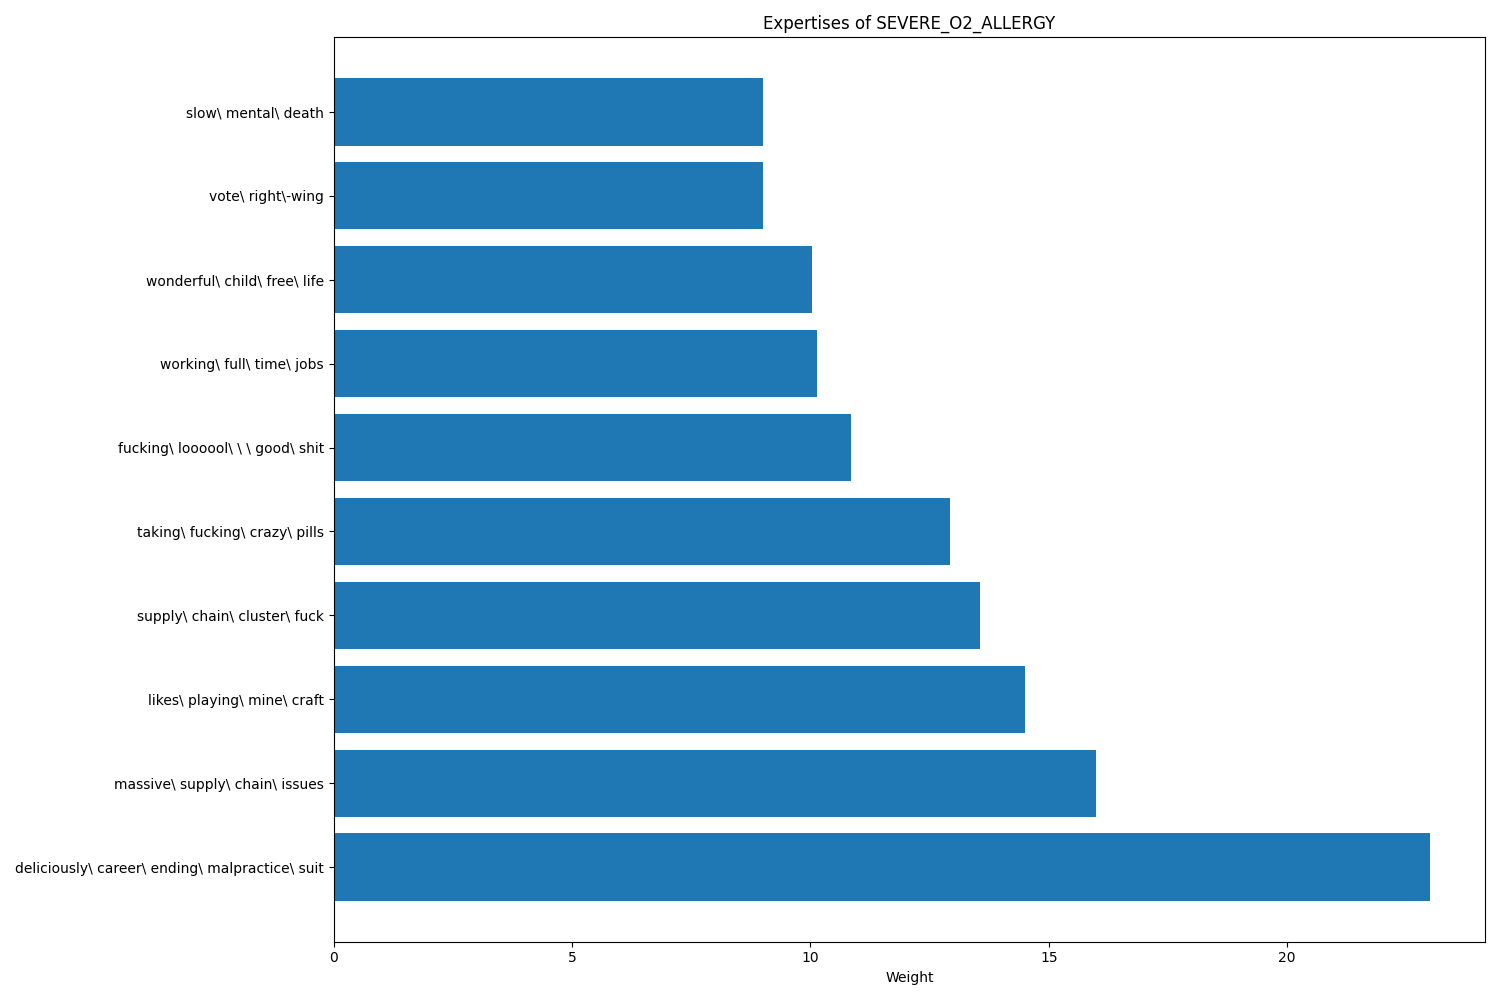 Expertises of SEVERE_O2_ALLERGY
slow\ mental\ death
vote\ right\-wing
wonderful\ child\ free\ life
working\ full\ time\ jobs
fucking\ loooool\ \ \ good\ shit
taking\ fucking\ crazy\ pills
supply\ chain\ cluster\ fuck
likes\ playing\ mine\ craft
massive\ supply\ chain\ issues
deliciously\ career\ ending\ malpractice\ suit
0 5 10 15 20
Weight